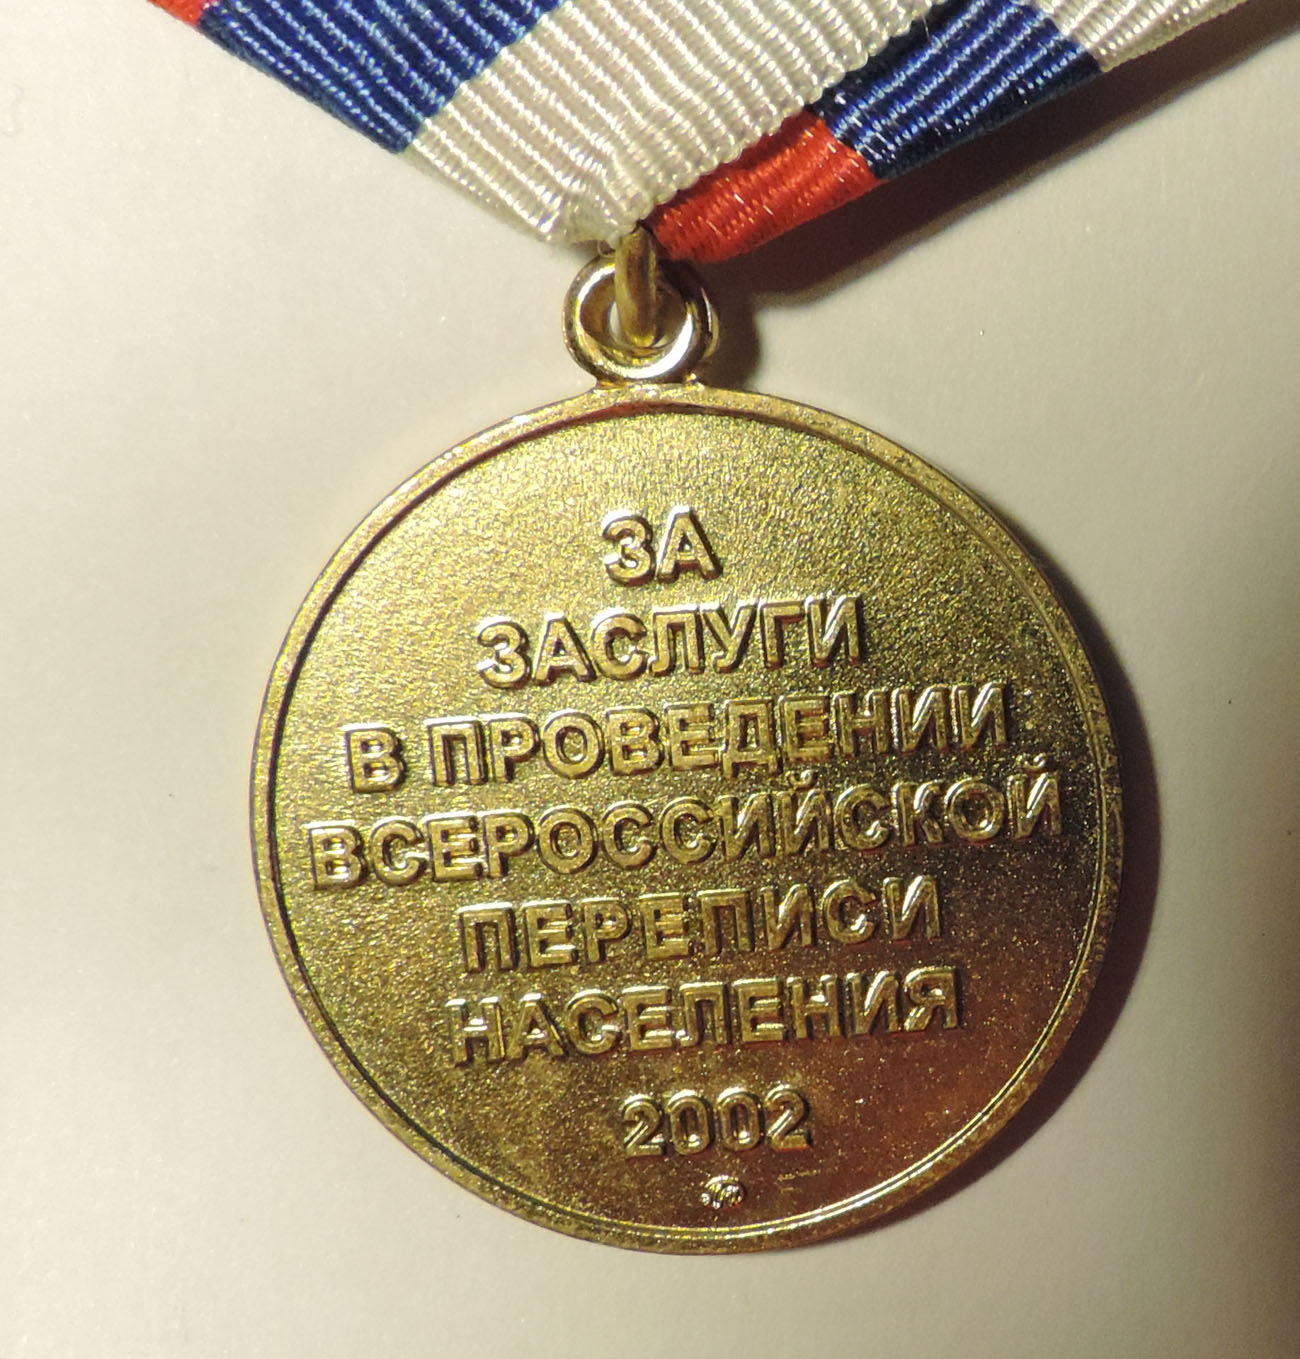 ЗА
ЗАСЛУГИ
В ПРОВЕДЕНИИ
ВСЕРОССИЙСКОЙ
ПЕРЕПИСИ
НАСЕЛЕНИЯ
2002